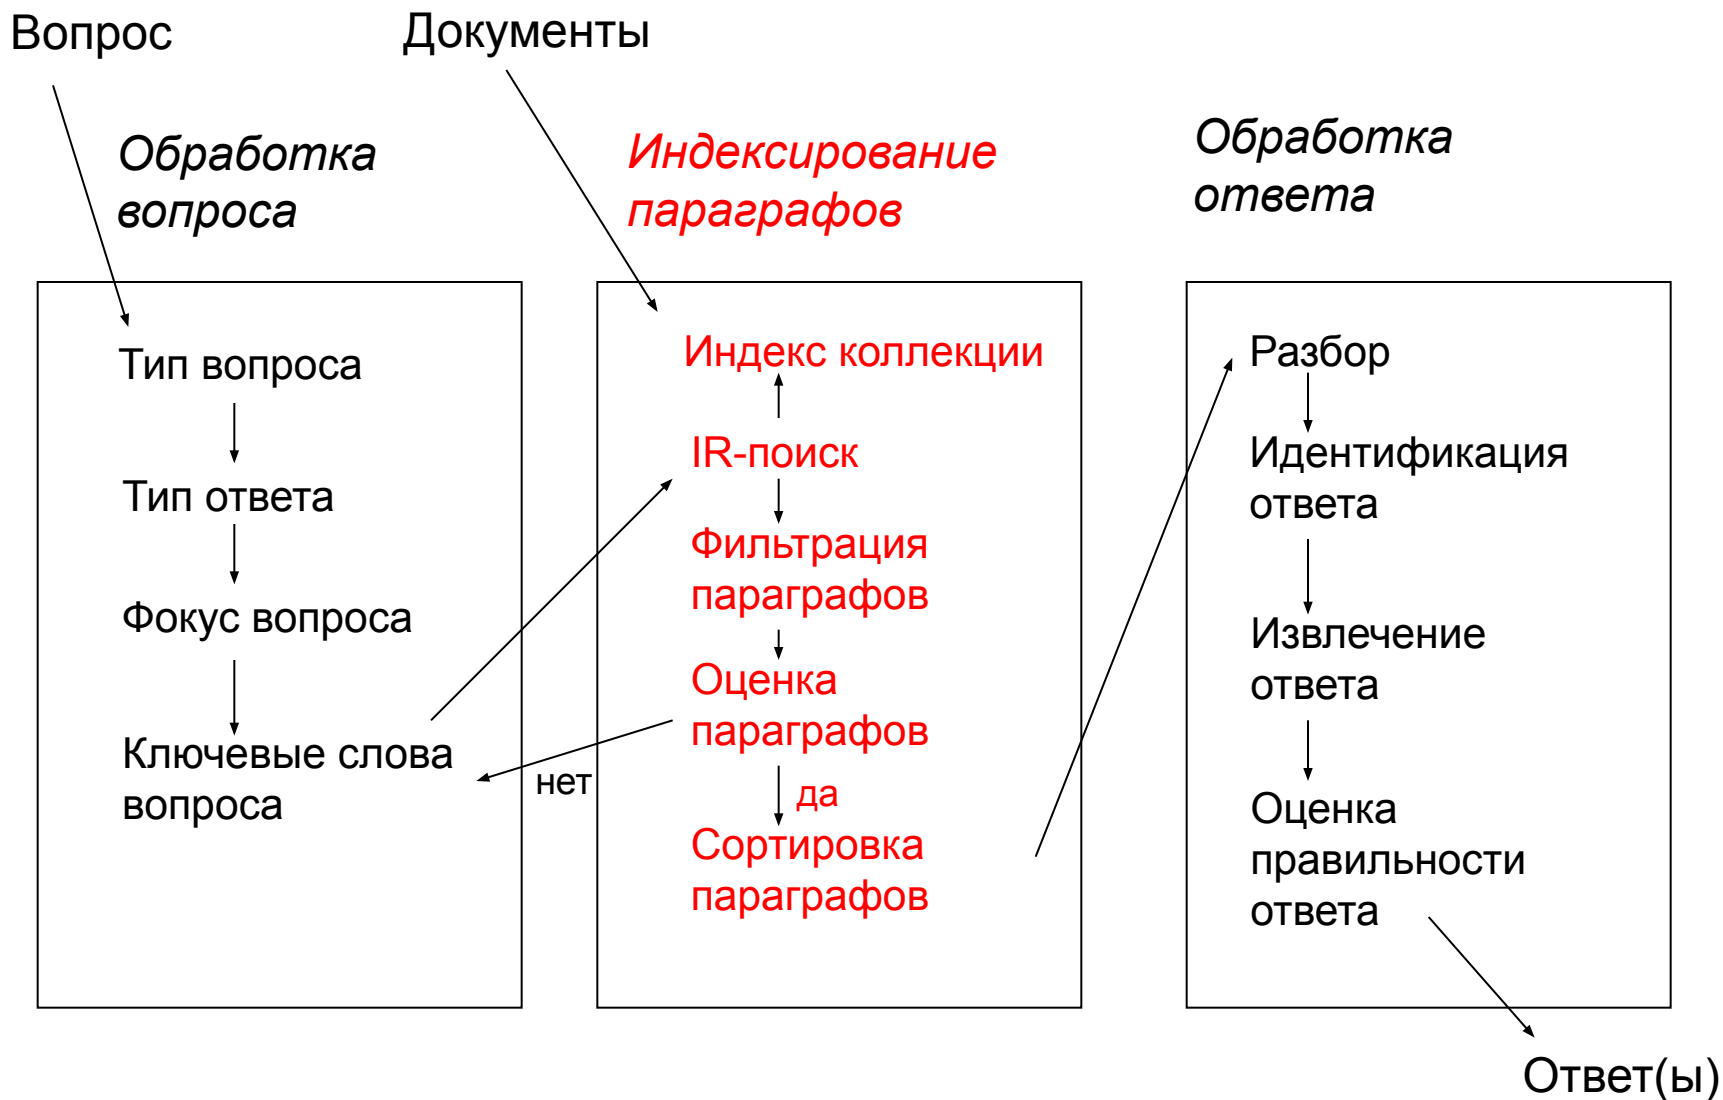 Вопрос
Документы
Обработка
вопроса
Индексирование
параграфов
Обработка
ответа
Тип вопроса
Тип ответа
Фокус вопроса
Ключевые слова
вопроса
нет
Индекс коллекции
IR-поиск
Фильтрация
параграфов
Оценка
параграфов
да
Сортировка
параграфов
Разбор
Идентификация
ответа
Извлечение
ответа
Оценка
правильности
ответа
Ответ(ы)